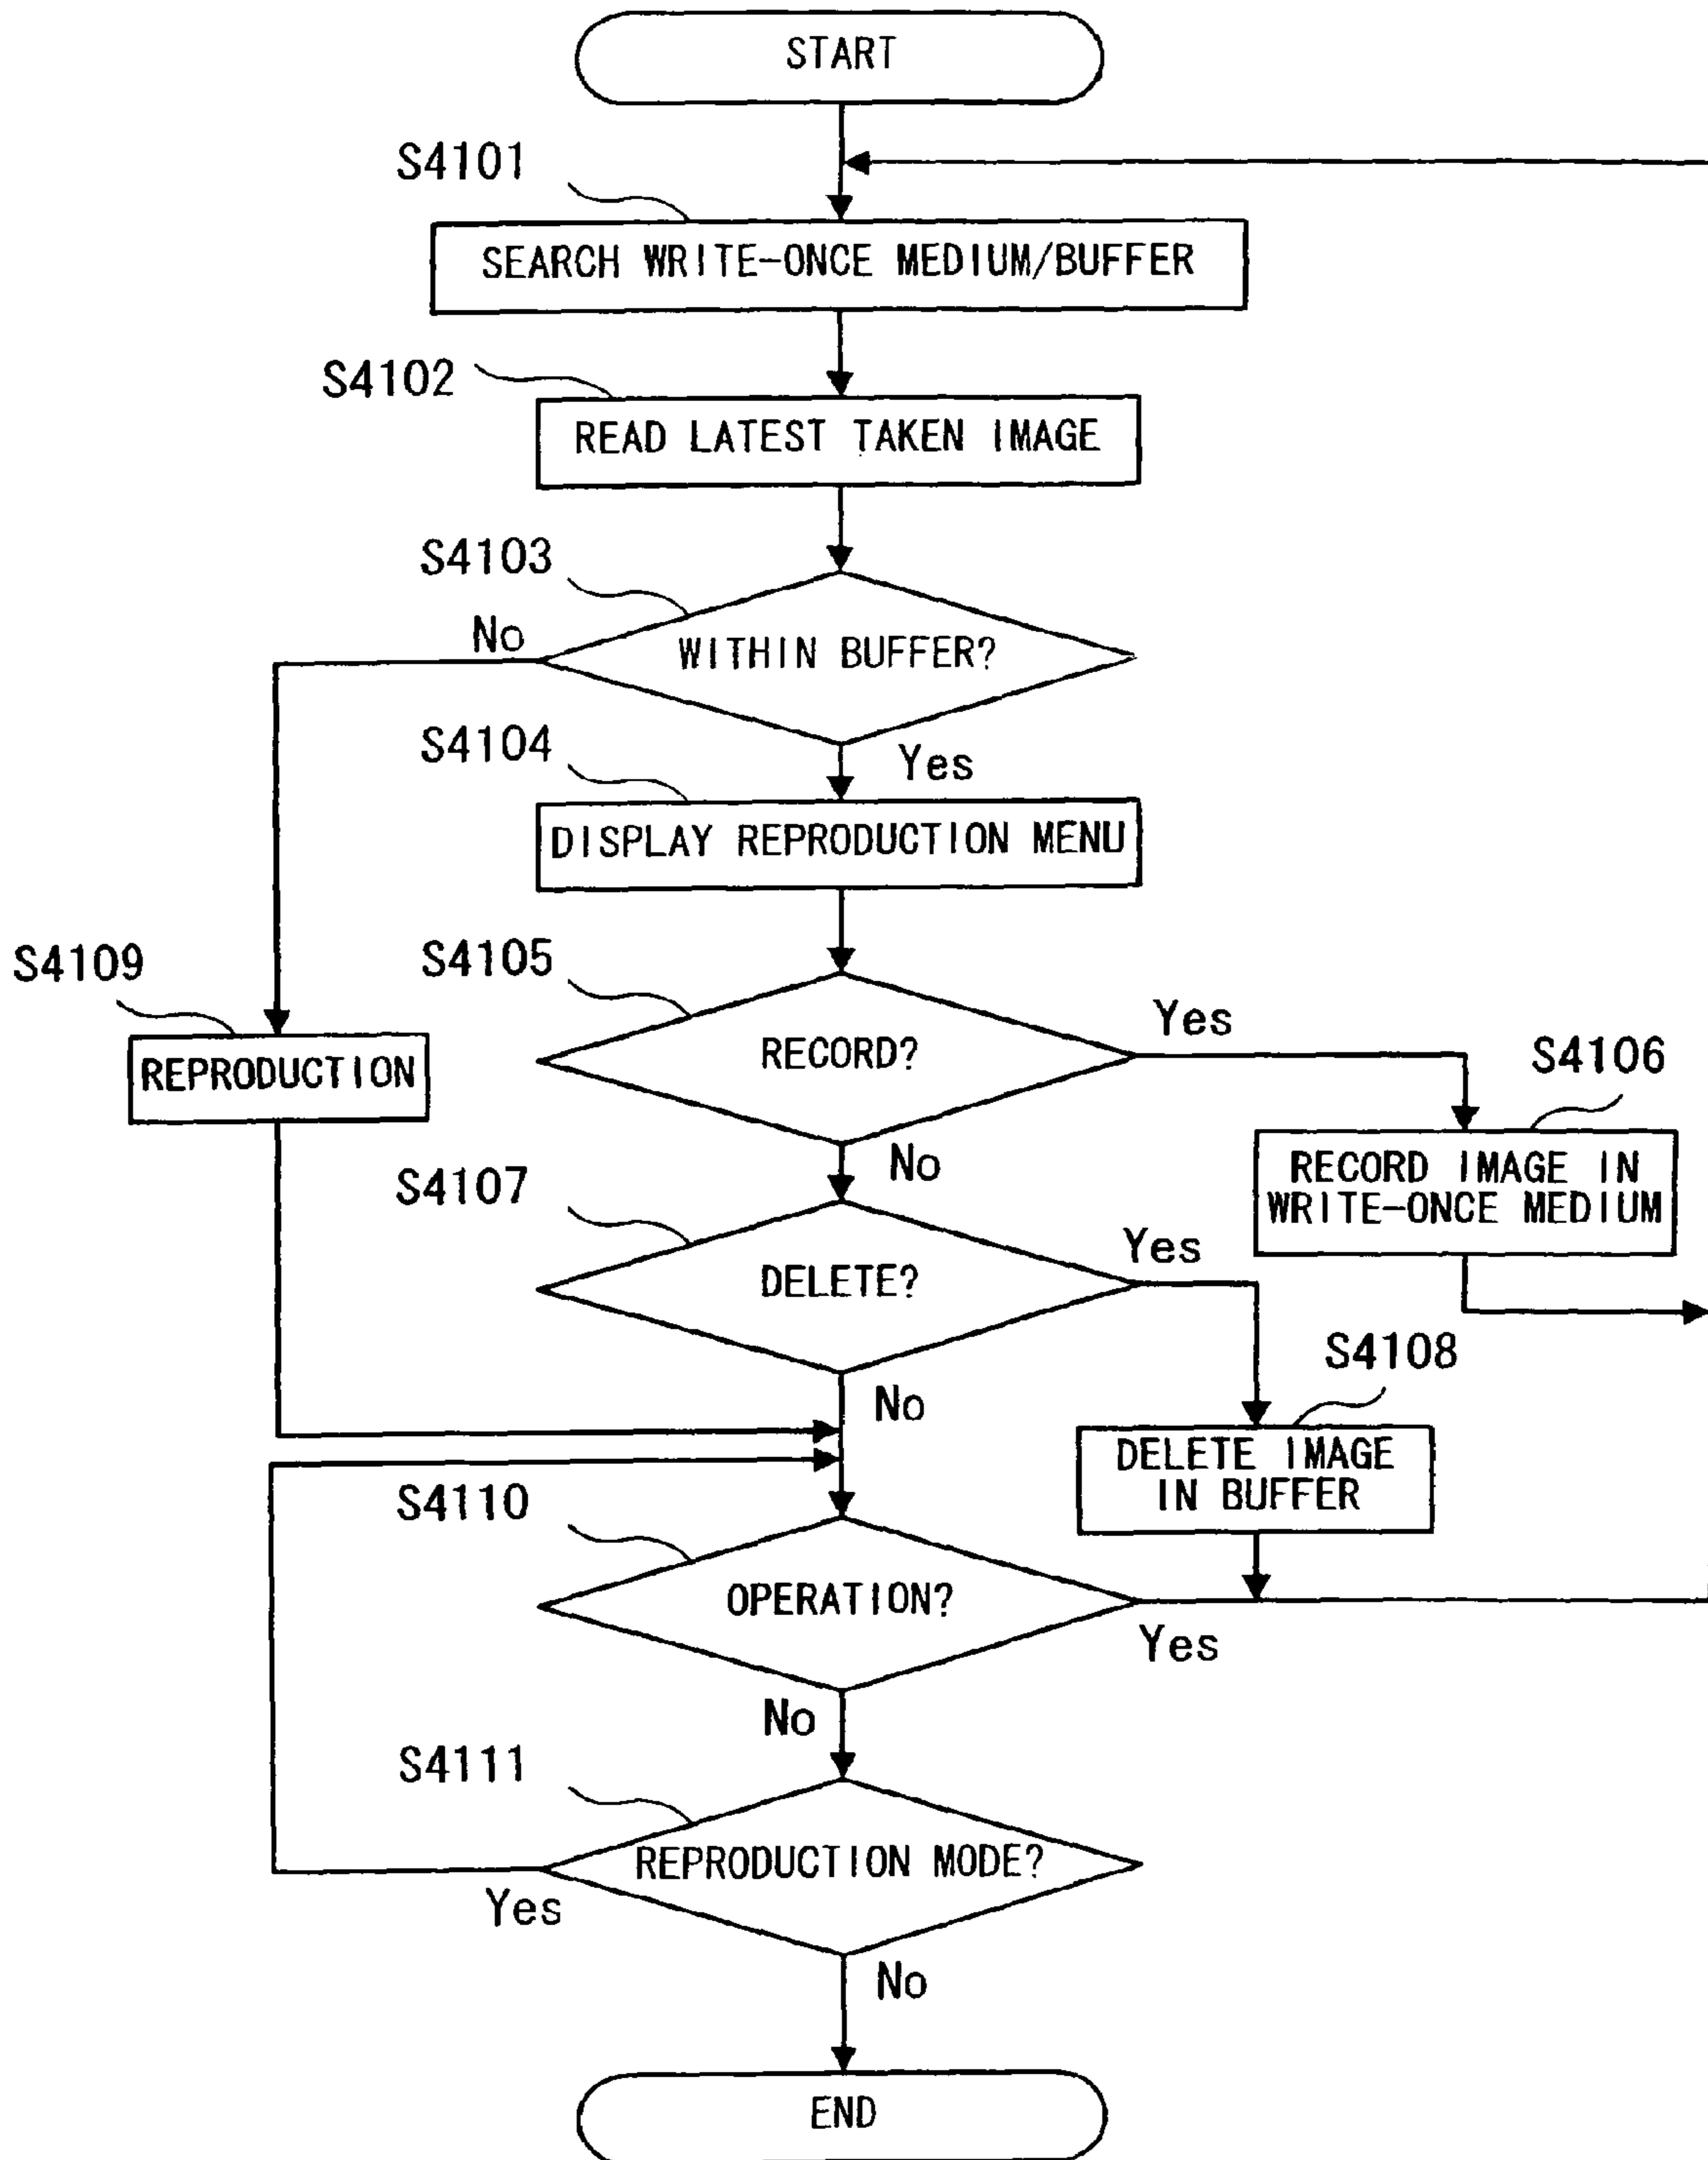 START
S4101
SEARCH WRITE-ONCE MEDIUM/BUFFER
S4102
READ LATEST TAKEN IMAGE
S4103
No
WITHIN BUFFER?
S4104
Yes
DISPLAY REPRODUCTION MENU
S4109
S4105
Yes
REPRODUCTION
RECORD?
S4106
No
RECORD IMAGE IN
WRITE-ONCE MEDIUM
S4107
Yes
DELETE?
S4108
No
DELETE IMAGE
IN BUFFER
S4110
OPERATION?
Yes
No
S4111
REPRODUCTION MODE?
Yes
No
END